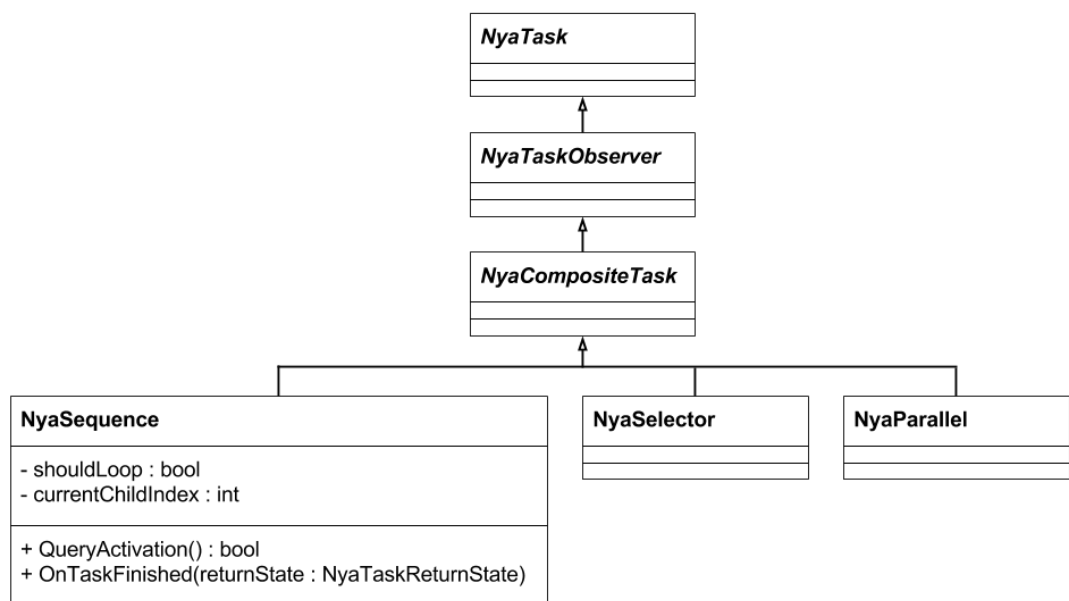 NyaTask
NyaTaskObserver
NyaCompositeTask
NyaSequence
- shouldLoop : bool
- currentChildIndex : int
+ QueryActivation() : bool
+ OnTaskFinished(returnState : NyaTaskReturnState)
NyaSelector
NyaParallel